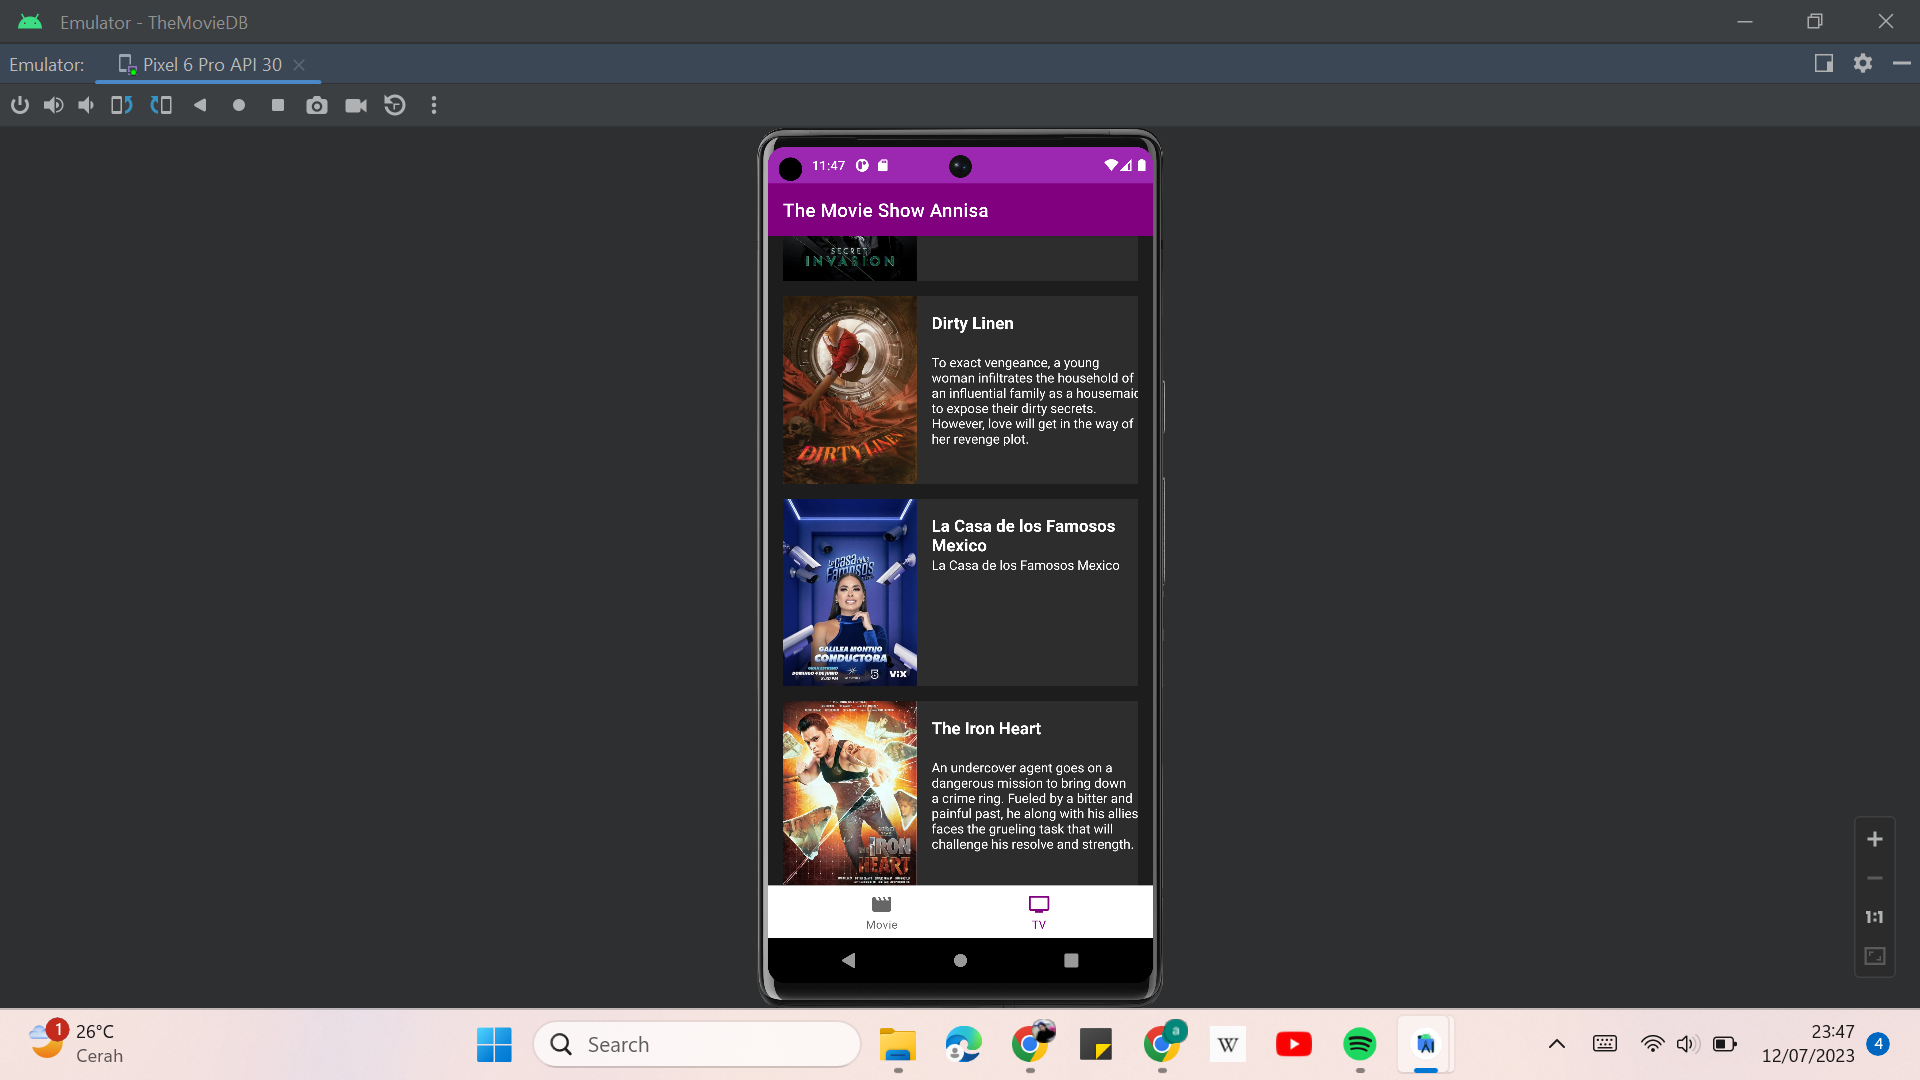 Emulator - TheMovieDB
Emulator:
Pixel 6 Pro API 30
11:47
The Movie Show Annisa
SECRET
INVASION
Dirty Linen
To exact vengeance, a young
woman infiltrates the household of
an influential family as a housemaid
to expose their dirty secrets.
However, love will get in the way of
her revenge plot.
DIRTY LINEN
La Casa de los Famosos
Mexico
La Casa de los Famosos Mexico
La Casa
Famosos
GALILEA MONTIJO
CONDUCTORA
DOMINGO 4 DE JUNIO
5
ViX
The Iron Heart
An undercover agent goes on a
dangerous mission to bring down
a crime ring. Fueled by a bitter and
painful past, he along with his allies
faces the grueling task that will
challenge his resolve and strength.
IRON
HEART
Movie
TV
1:1
1
26°C
Cerah
Search
a
W
AI
23:47
12/07/2023
4